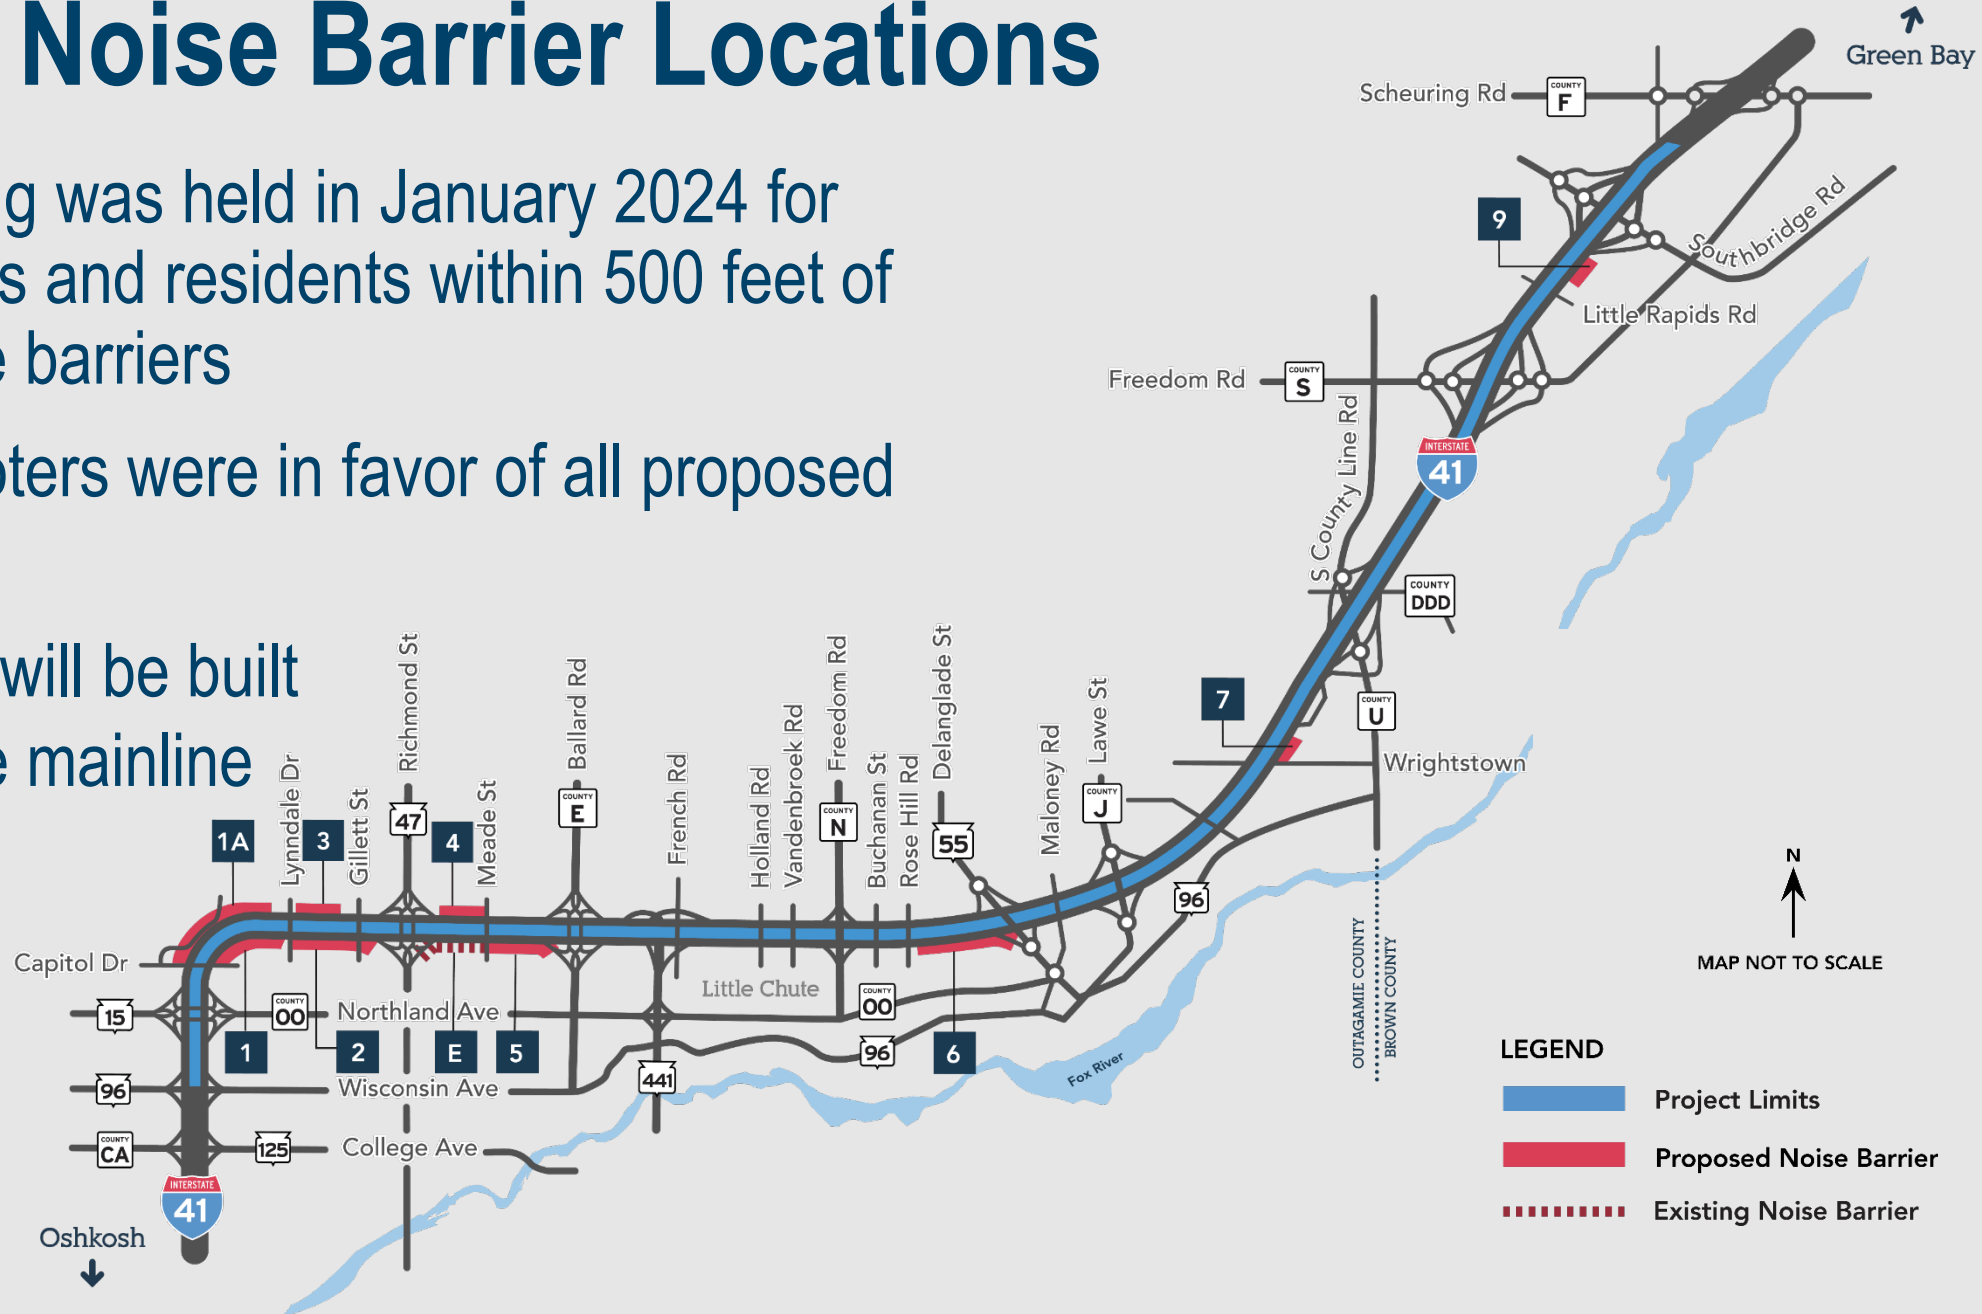 Noise Barrier Locations
g was held in January 2024 for
s and residents within 500 feet of
e barriers
oters were in favor of all proposed
will be built
e mainline
Green Bay
Scheuring Rd
COUNTY
F
9
Southbridge Rd
Little Rapids Rd
Freedom Rd
COUNTY
S
S County Line Rd
INTERSTATE
41
COUNTY
DDD
7
COUNTY
U
Wrightstown
1A
Lynndale Dr
3
Gillett St
Richmond St
47
4
Meade St
Ballard Rd
COUNTY
E
French Rd
Holland Rd
Vandenbroek Rd
Freedom Rd
COUNTY
N
Buchanan St
Rose Hill Rd
Delanglade St
55
Maloney Rd
Lawe St
COUNTY
J
96
Capitol Dr
Little Chute
15
COUNTY
00
Northland Ave
COUNTY
00
1
2
E
5
96
6
96
Wisconsin Ave
441
Fox River
COUNTY
CA
125
College Ave
INTERSTATE
41
Oshkosh
OUTAGAMIE COUNTY
BROWN COUNTY
N
MAP NOT TO SCALE
LEGEND
Project Limits
Proposed Noise Barrier
Existing Noise Barrier